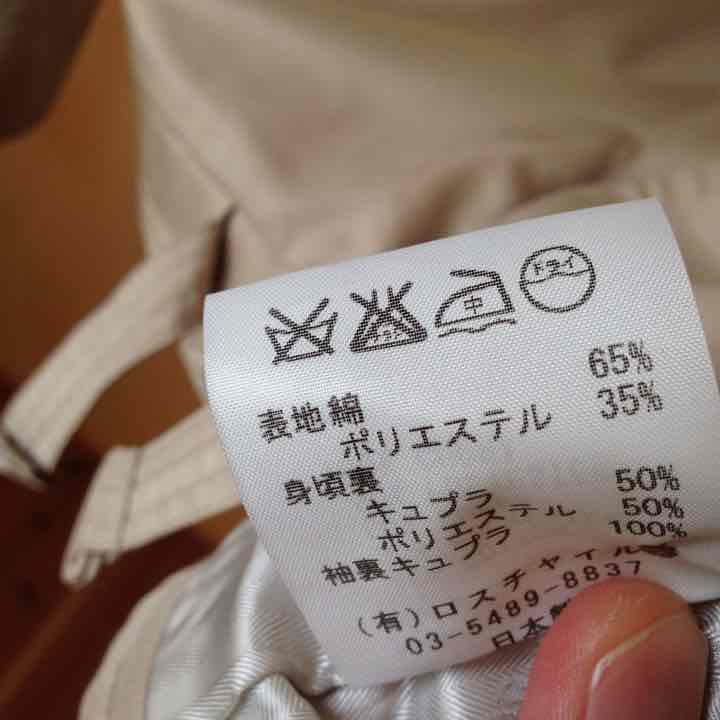 中 ドライ
表地 綿 65%
ポリエステル 35%
身頃裏
キュプラ 50%
ポリエステル 50%
袖裏 キュプラ 100%
(有)ロスチャイル
03-5489-8837
日本